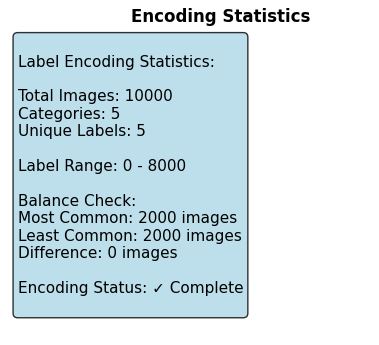 Encoding Statistics
Label Encoding Statistics:
Total Images: 10000
Categories: 5
Unique Labels: 5
Label Range: 0 - 8000
Balance Check:
Most Common: 2000 images
Least Common: 2000 images
Difference: 0 images
Encoding Status: ✓ Complete